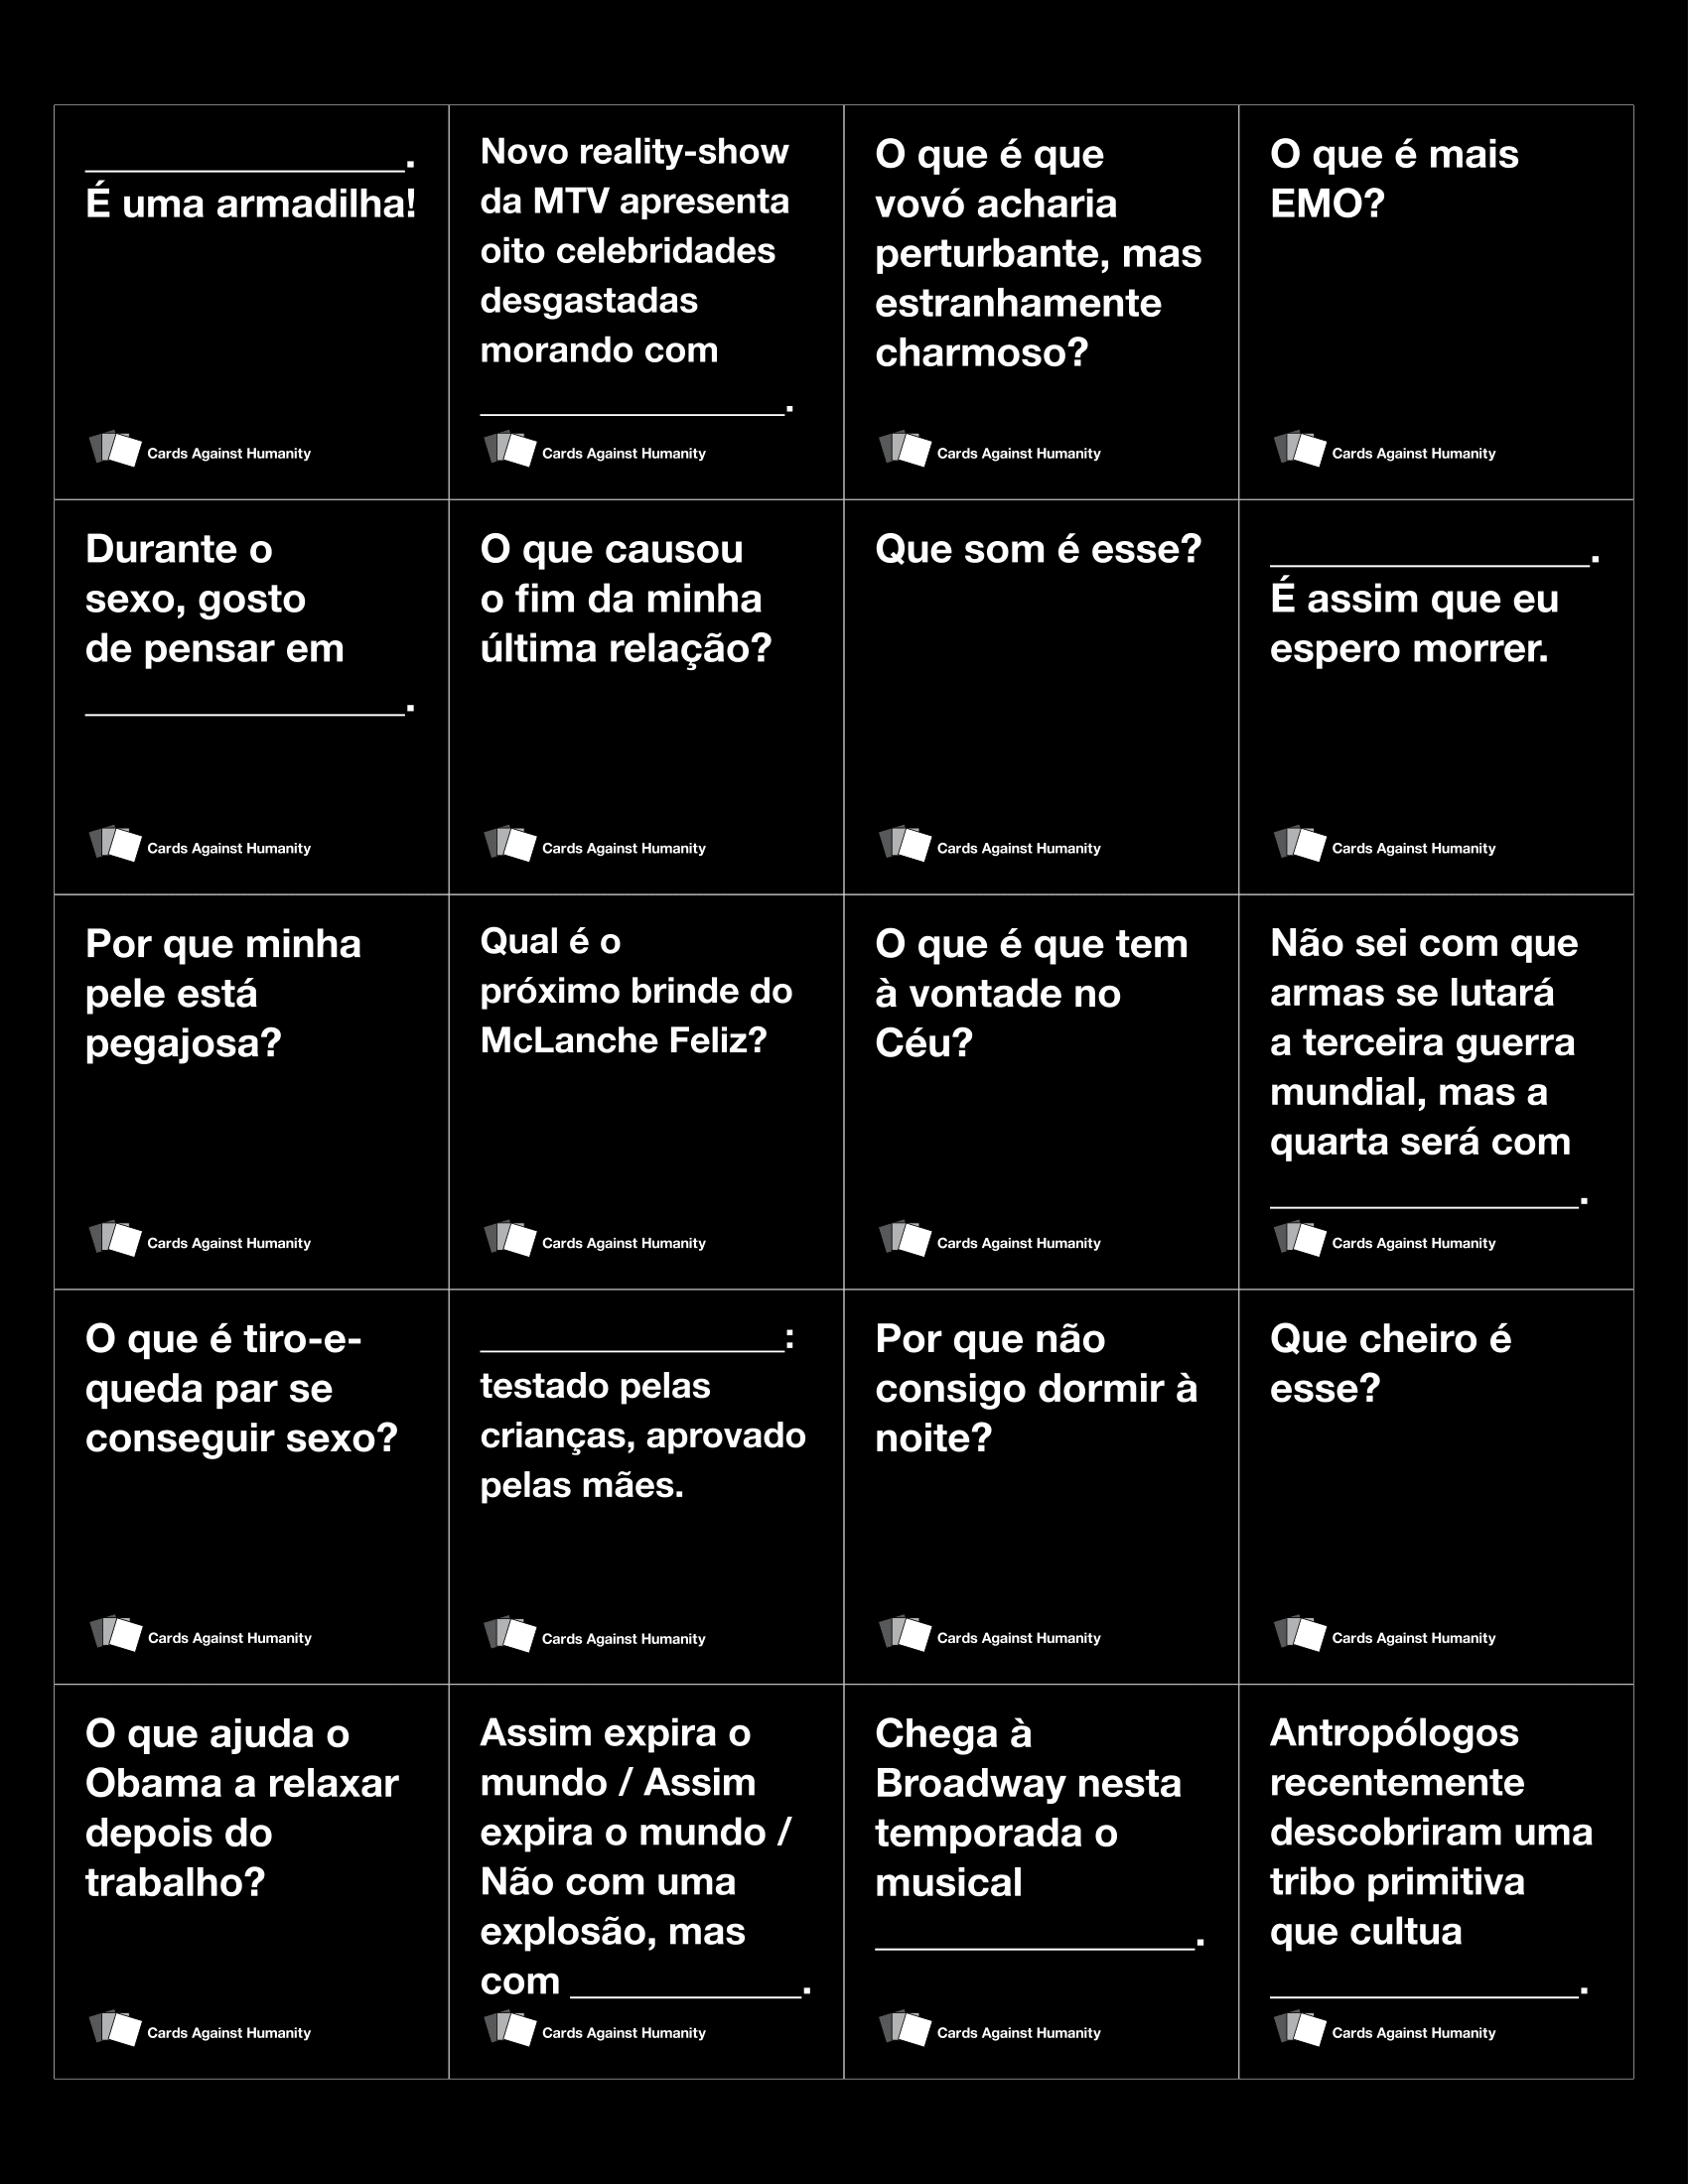 ____________.
É uma armadilha!
Cards Against Humanity
Novo reality-show
da MTV apresenta
oito celebridades
desgastadas
morando com
____________.
Cards Against Humanity
O que é que
vovó acharia
perturbante, mas
estranhamente
charmoso?
Cards Against Humanity
O que é mais
EMO?
Cards Against Humanity
Durante o
sexo, gosto
de pensar em
____________.
Cards Against Humanity
O que causou
o fim da minha
última relação?
Cards Against Humanity
Que som é esse?
Cards Against Humanity
____________.
É assim que eu
espero morrer.
Cards Against Humanity
Por que minha
pele está
pegajosa?
Cards Against Humanity
Qual é o
próximo brinde do
McLanche Feliz?
Cards Against Humanity
O que é que tem
à vontade no
Céu?
Cards Against Humanity
Não sei com que
armas se lutará
a terceira guerra
mundial, mas a
quarta será com
____________.
Cards Against Humanity
O que é tiro-e-
queda par se
conseguir sexo?
Cards Against Humanity
____________:
testado pelas
crianças, aprovado
pelas mães.
Cards Against Humanity
Por que não
consigo dormir à
noite?
Cards Against Humanity
Que cheiro é
esse?
Cards Against Humanity
O que ajuda o
Obama a relaxar
depois do
trabalho?
Cards Against Humanity
Assim expira o
mundo / Assim
expira o mundo /
Não com uma
explosão, mas
com _________.
Cards Against Humanity
Chega à
Broadway nesta
temporada o
musical
____________.
Cards Against Humanity
Antropólogos
recentemente
descobriram uma
tribo primitiva
que cultua
____________.
Cards Against Humanity